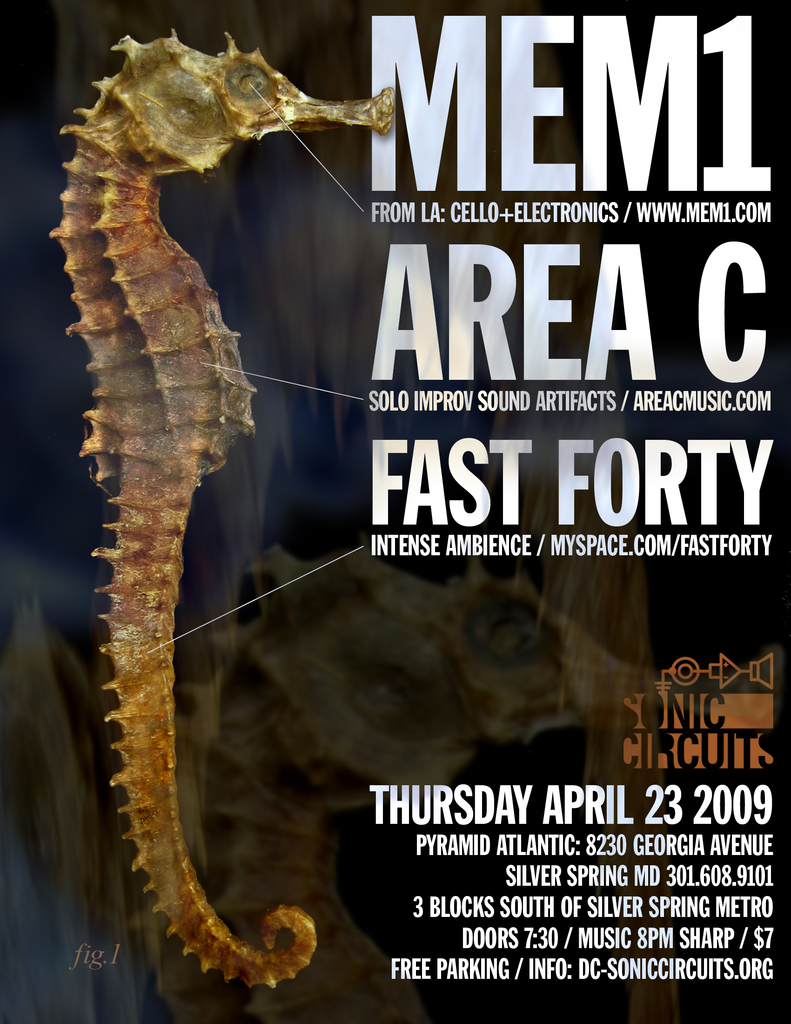 MEM1
FROM LA: CELLO+ELECTRONICS / WWW.MEM1.COM
AREA C
SOLO IMPROV SOUND ARTIFACTS / AREACMUSIC.COM
FAST FORTY
INTENSE AMBIENCE / MYSPACE.COM/FASTFORTY
SONIC
CIRCUITS
THURSDAY APRIL 23 2009
PYRAMID ATLANTIC: 8230 GEORGIA AVENUE
SILVER SPRING MD 301.608.9101
3 BLOCKS SOUTH OF SILVER SPRING METRO
DOORS 7:30 / MUSIC 8PM SHARP / $7
FREE PARKING / INFO: DC-SONICCIRCUITS.ORG
fig.1